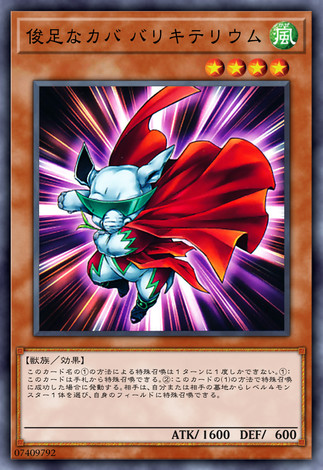 俊足なカバ バリキテリウム
風
【獣族／効果】
このカード名の①の方法による特殊召喚は１ターンに１度しかできない。①：
このカードは手札から特殊召喚できる。②：このカードの(1)の方法で特殊召喚
に成功した場合に発動する。相手は、自分または相手の墓地からレベル４モン
スター１体を選び、自身のフィールドに特殊召喚できる。
ATK/ 1600 DEF/ 600
07409792